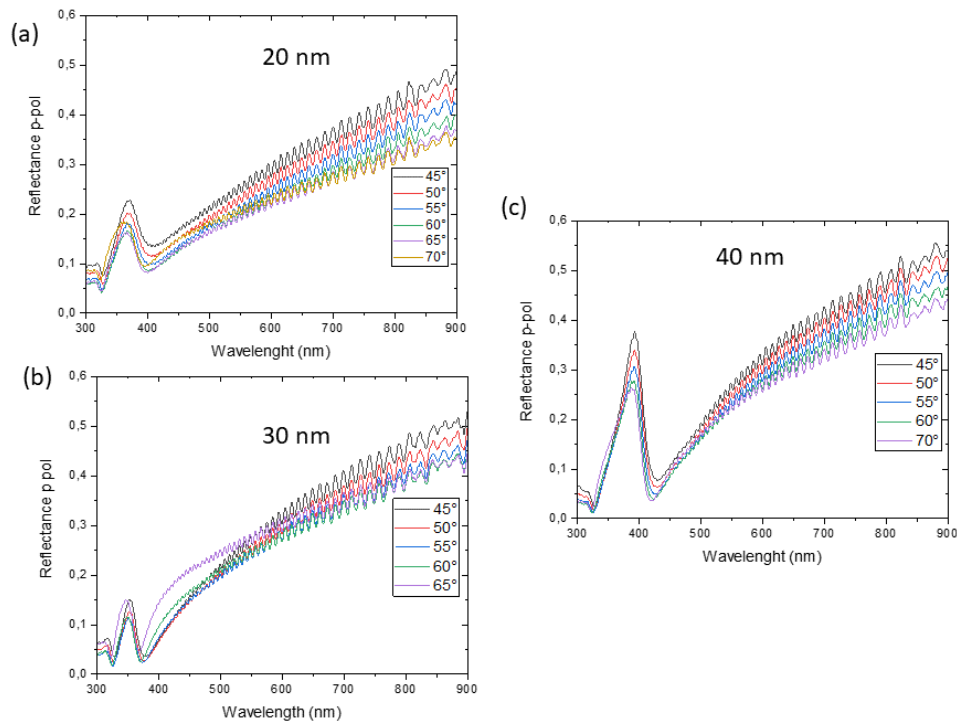 (a)
20 nm
Reflectance p-pol
0,6
0,5
0,4
0,3
0,2
0,1
0,0
45°
50°
55°
60°
65°
70°
300 400 500 600 700 800 900
Wavelenght (nm)
(b)
30 nm
Reflectance p pol
0,6
0,5
0,4
0,3
0,2
0,1
0,0
45°
50°
55°
60°
65°
300 400 500 600 700 800 900
Wavelength (nm)
(c)
40 nm
Reflectance p-pol
0,6
0,5
0,4
0,3
0,2
0,1
0,0
45°
50°
55°
60°
70°
300 400 500 600 700 800 900
Wavelenght (nm)